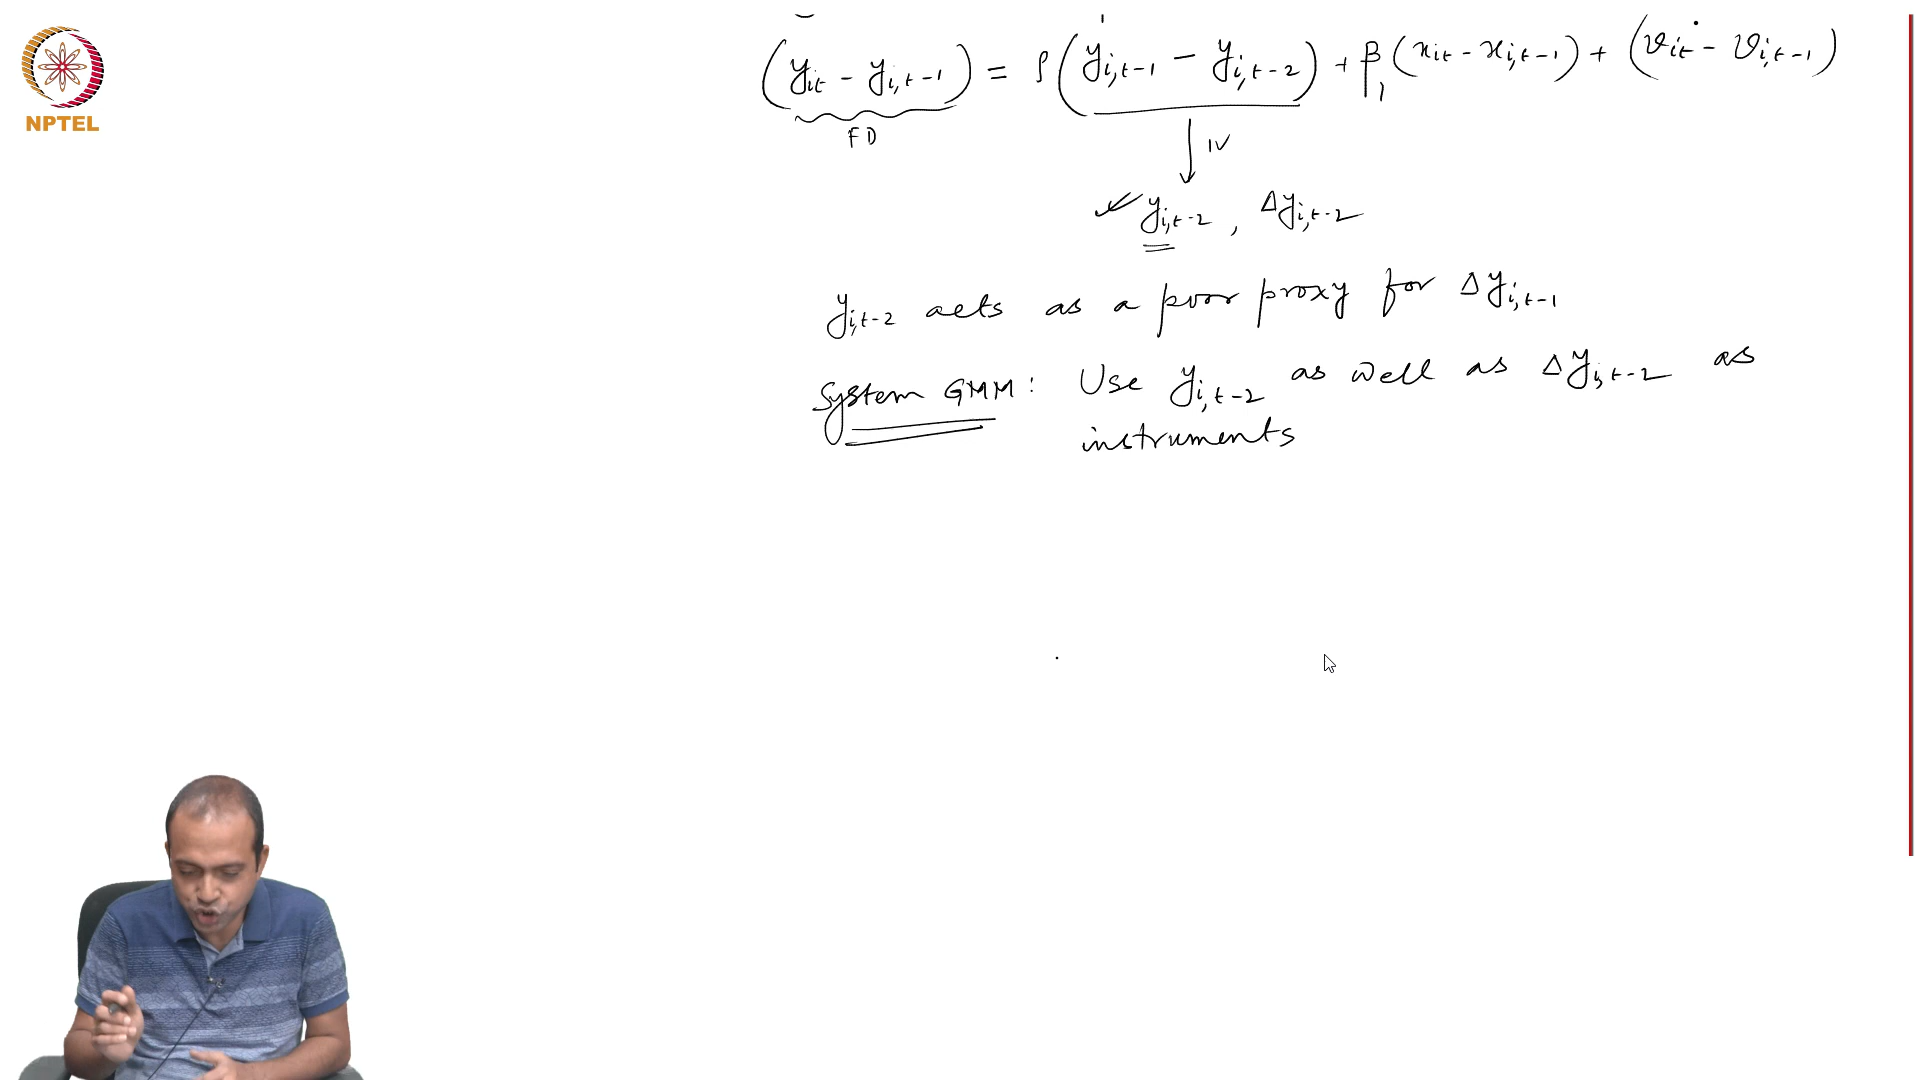 NPTEL
(y_it - y_i,t-1) = ρ(y_i,t-1 - y_i,t-2) + β_1(x_it - x_i,t-1) + (v_it - v_i,t-1)
FD
IV
✓ y_i,t-2 , Δy_i,t-2
y_i,t-2 acts as a poor proxy for Δy_i,t-1
System GMM : Use y_i,t-2 as well as Δy_i,t-2 as
instruments